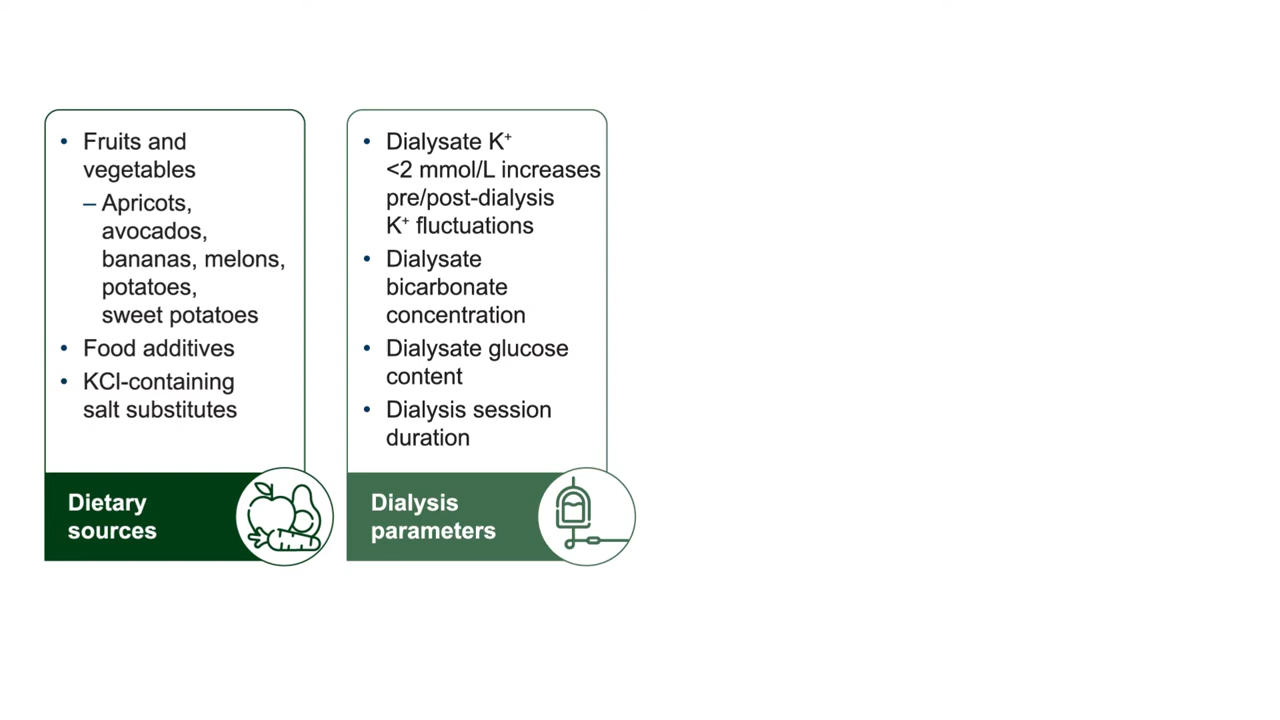 • Fruits and
vegetables
– Apricots,
avocados,
bananas, melons,
potatoes,
sweet potatoes
• Food additives
• KCl-containing
salt substitutes
Dietary
sources
• Dialysate K⁺
<2 mmol/L increases
pre/post-dialysis
K⁺ fluctuations
• Dialysate
bicarbonate
concentration
• Dialysate glucose
content
• Dialysis session
duration
Dialysis
parameters